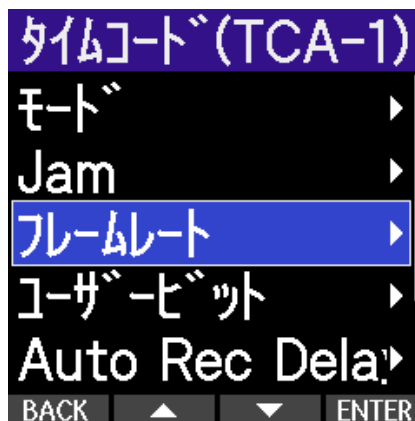 ﾀｲﾑｺｰﾄﾞ(TCA-1)
ﾓｰﾄﾞ
Jam
ﾌﾚｰﾑﾚｰﾄ
ﾕｰｻﾞｰﾋﾞｯﾄ
Auto Rec Dela
BACK ▲ ▼ ENTER